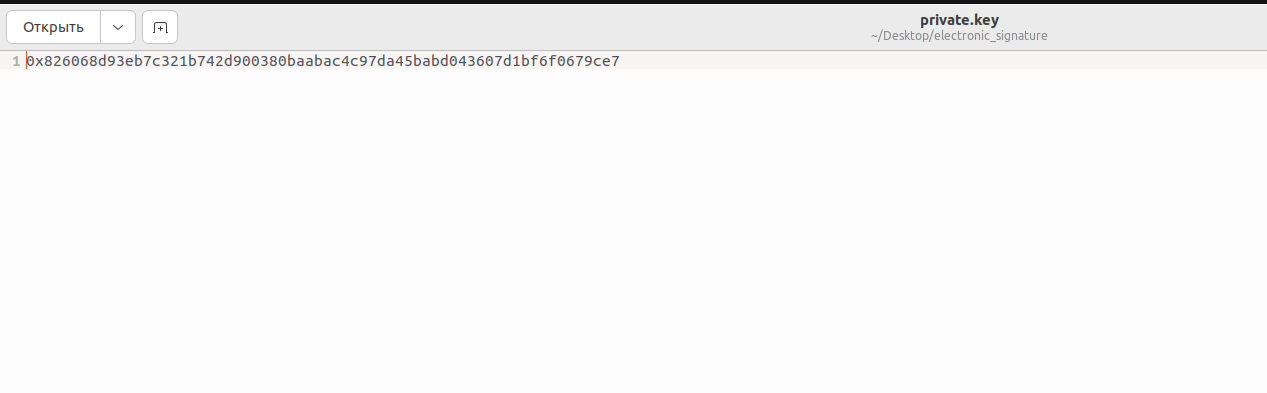 Открыть
private.key
~/Desktop/electronic_signature
1 0x826068d93eb7c321b742d900380baabac4c97da45babd043607d1bf6f0679ce7